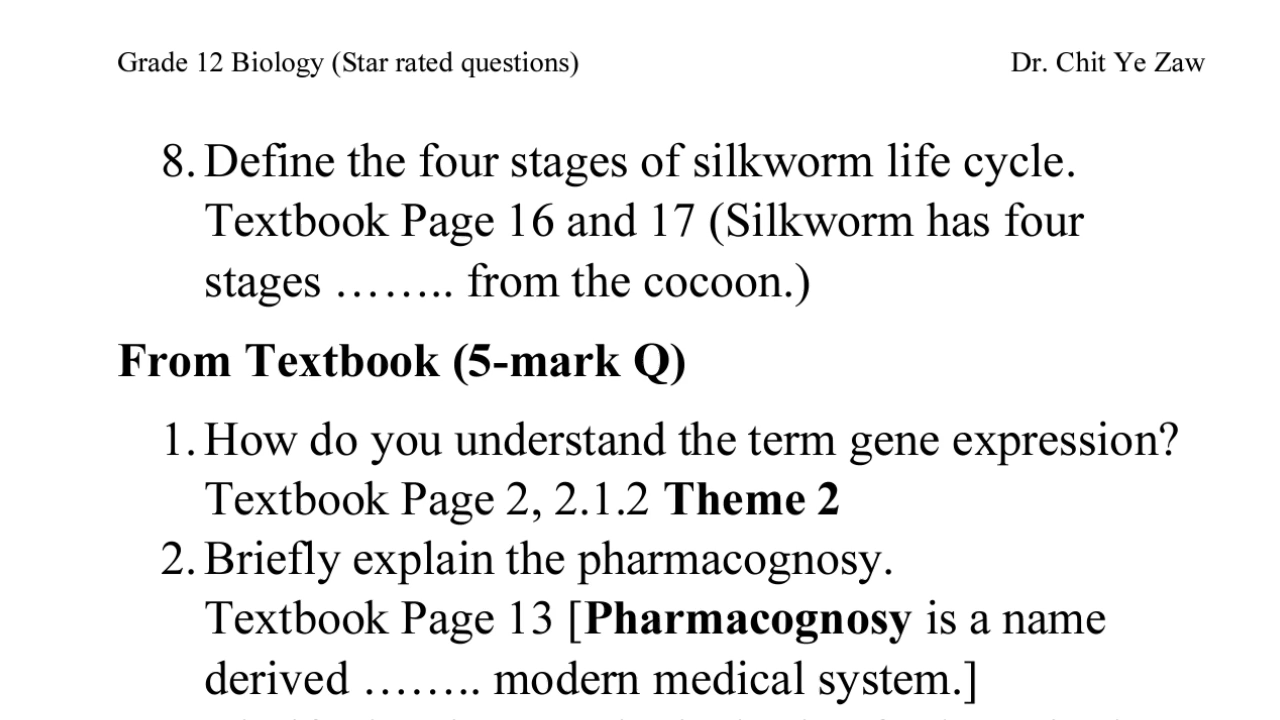 Grade 12 Biology (Star rated questions) Dr. Chit Ye Zaw
8. Define the four stages of silkworm life cycle.
Textbook Page 16 and 17 (Silkworm has four
stages …….. from the cocoon.)
From Textbook (5-mark Q)
1. How do you understand the term gene expression?
Textbook Page 2, 2.1.2 Theme 2
2. Briefly explain the pharmacognosy.
Textbook Page 13 [Pharmacognosy is a name
derived …….. modern medical system.]